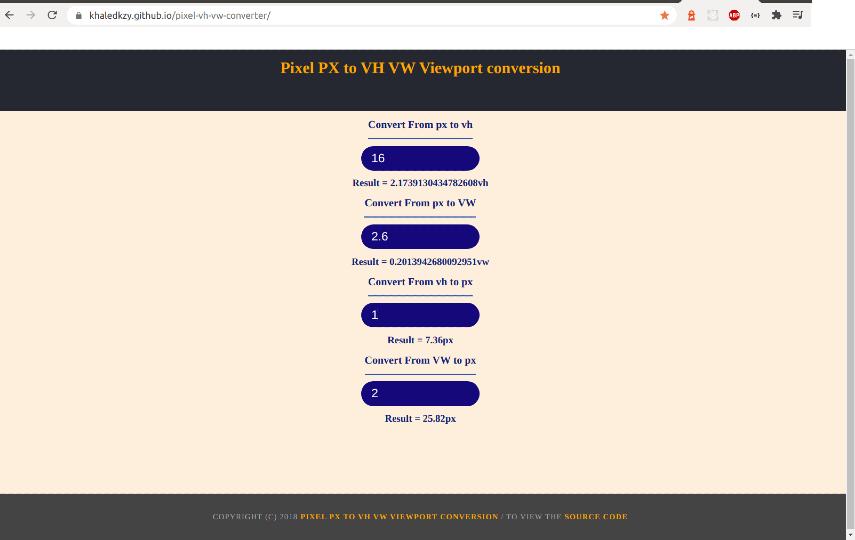 khaledkzy.github.io/pixel-vh-vw-converter/
ABP
Pixel PX to VH VW Viewport conversion
Convert From px to vh
16
Result = 2.1739130434782608vh
Convert From px to VW
2.6
Result = 0.2013942680092951vw
Convert From vh to px
1
Result = 7.36px
Convert From VW to px
2
Result = 25.82px
COPYRIGHT (C) 2018 PIXEL PX TO VH VW VIEWPORT CONVERSION / TO VIEW THE SOURCE CODE